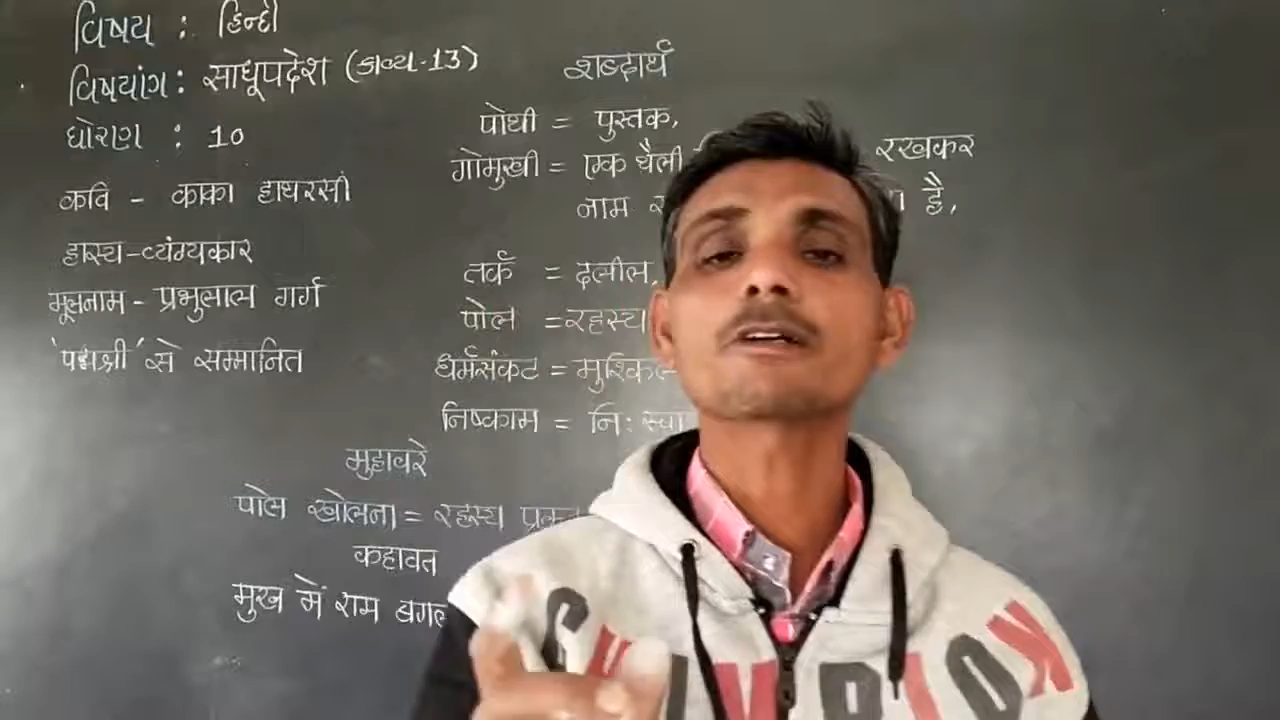 विषय : हिन्दी
विषयांग : साधूपदेश (काव्य-13)
धोरण : 10
कवि - काका हाथरसी
हास्य-व्यंग्यकार
मूलनाम - प्रभुलाल गर्ग
'पद्मश्री' से सम्मानित
शब्दार्थ
पोथी = पुस्तक,
गोमुखी = एक थैली रखकर
नाम है,
तर्क = दलील,
पोल = रहस्य
धर्मसंकट = मुश्किल
निष्काम = नि: स्वा
मुहावरे
पोल खोलना = रहस्य प्रकट
कहावत
मुख में राम बगल